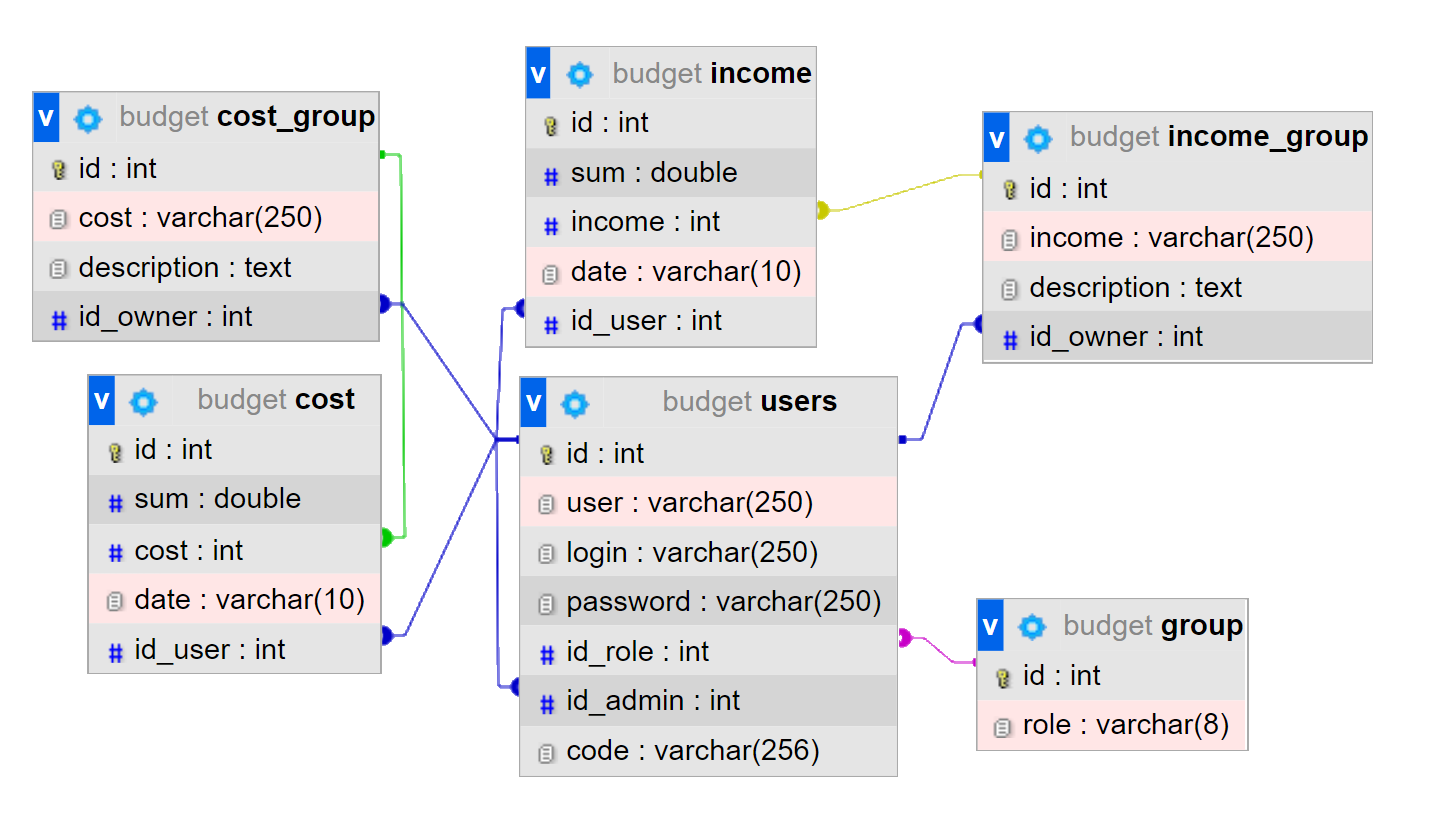 v budget cost_group
id : int
cost : varchar(250)
description : text
# id_owner : int
v budget cost
id : int
# sum : double
# cost : int
date : varchar(10)
# id_user : int
v budget income
id : int
# sum : double
# income : int
date : varchar(10)
# id_user : int
v budget users
id : int
user : varchar(250)
login : varchar(250)
password : varchar(250)
# id_role : int
# id_admin : int
code : varchar(256)
v budget income_group
id : int
income : varchar(250)
description : text
# id_owner : int
v budget group
id : int
role : varchar(8)